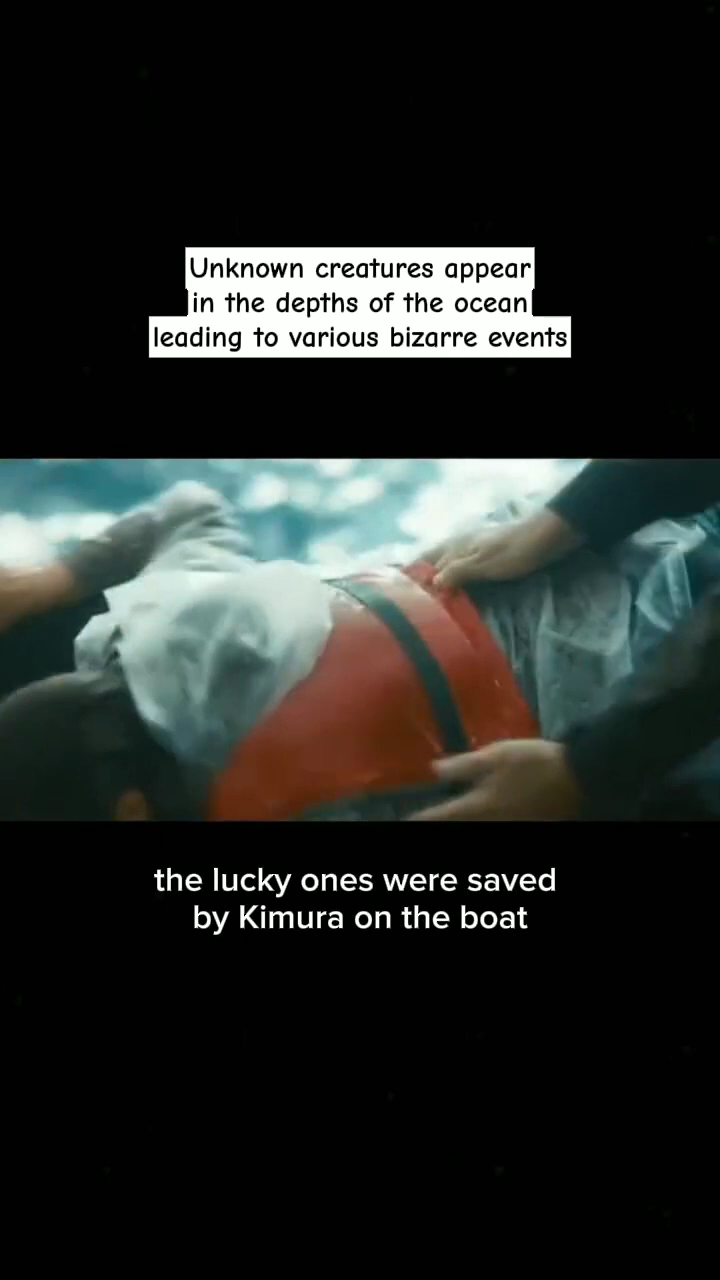 Unknown creatures appear
in the depths of the ocean
leading to various bizarre events
the lucky ones were saved
by Kimura on the boat